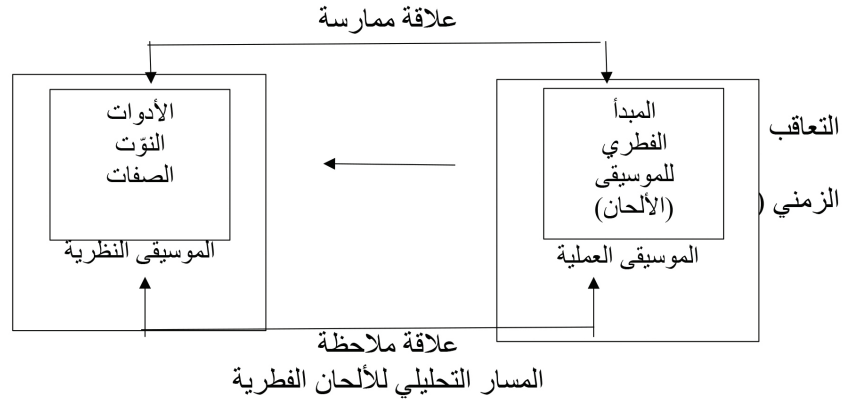 علاقة ممارسة
التعاقب
الزمني (
المبدأ
الفطري
للموسيقى
(الألحان)
الموسيقى العملية
الأدوات
النوّت
الصفات
الموسيقى النظرية
علاقة ملاحظة
المسار التحليلي للألحان الفطرية